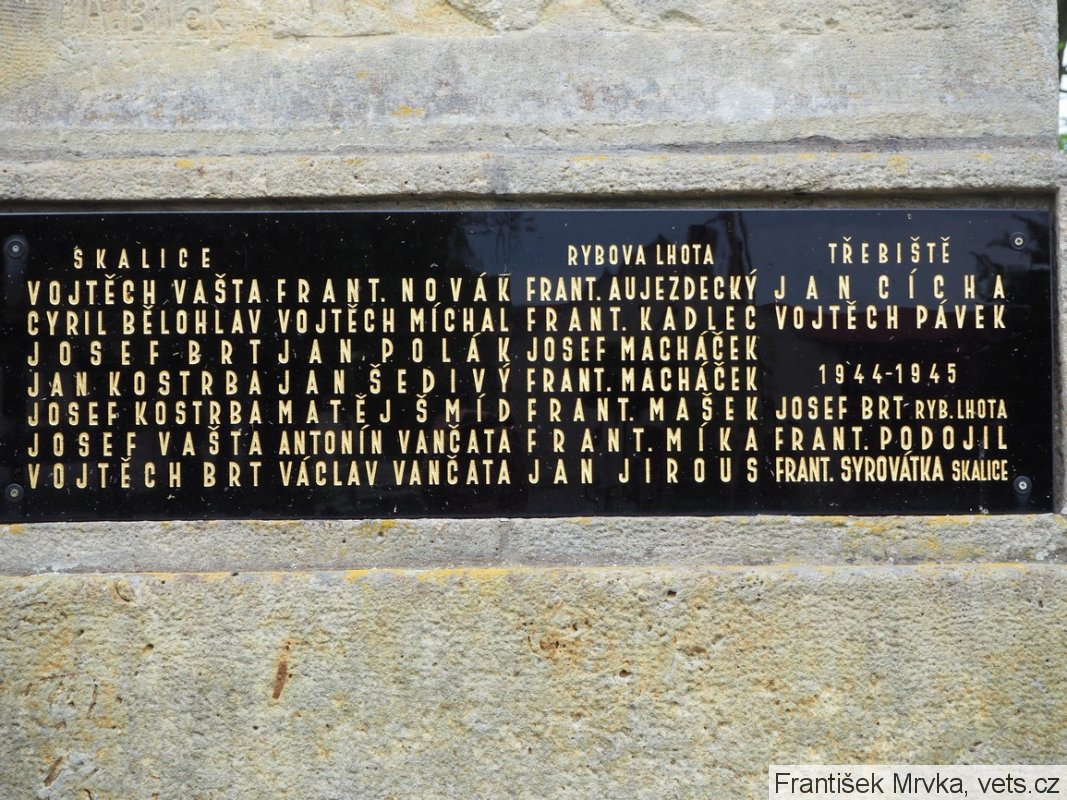 SKALICE
VOJTĚCH VAŠTA
CYRIL BĚLOHLAV
JOSEF BRT
JAN KOSTRBA
JOSEF KOSTRBA
JOSEF VAŠTA
VOJTĚCH BRT
FRANT. NOVÁK
VOJTĚCH MÍCHAL
JAN POLÁK
JAN ŠEDIVÝ
MATĚJ ŠMÍD
ANTONÍN VANČATA
VÁCLAV VANČATA
RYBOVA LHOTA
FRANT. AUJEZDECKÝ
FRANT. KADLEC
JOSEF MACHÁČEK
FRANT. MACHÁČEK
FRANT. MAŠEK
FRANT. MÍKA
JAN JIROUS
TŘEBIŠTĚ
JAN CÍCHA
VOJTĚCH PÁVEK
1944-1945
JOSEF BRT RYB. LHOTA
FRANT. PODOJIL
FRANT. SYROVÁTKA SKALICE
František Mrvka, vets.cz